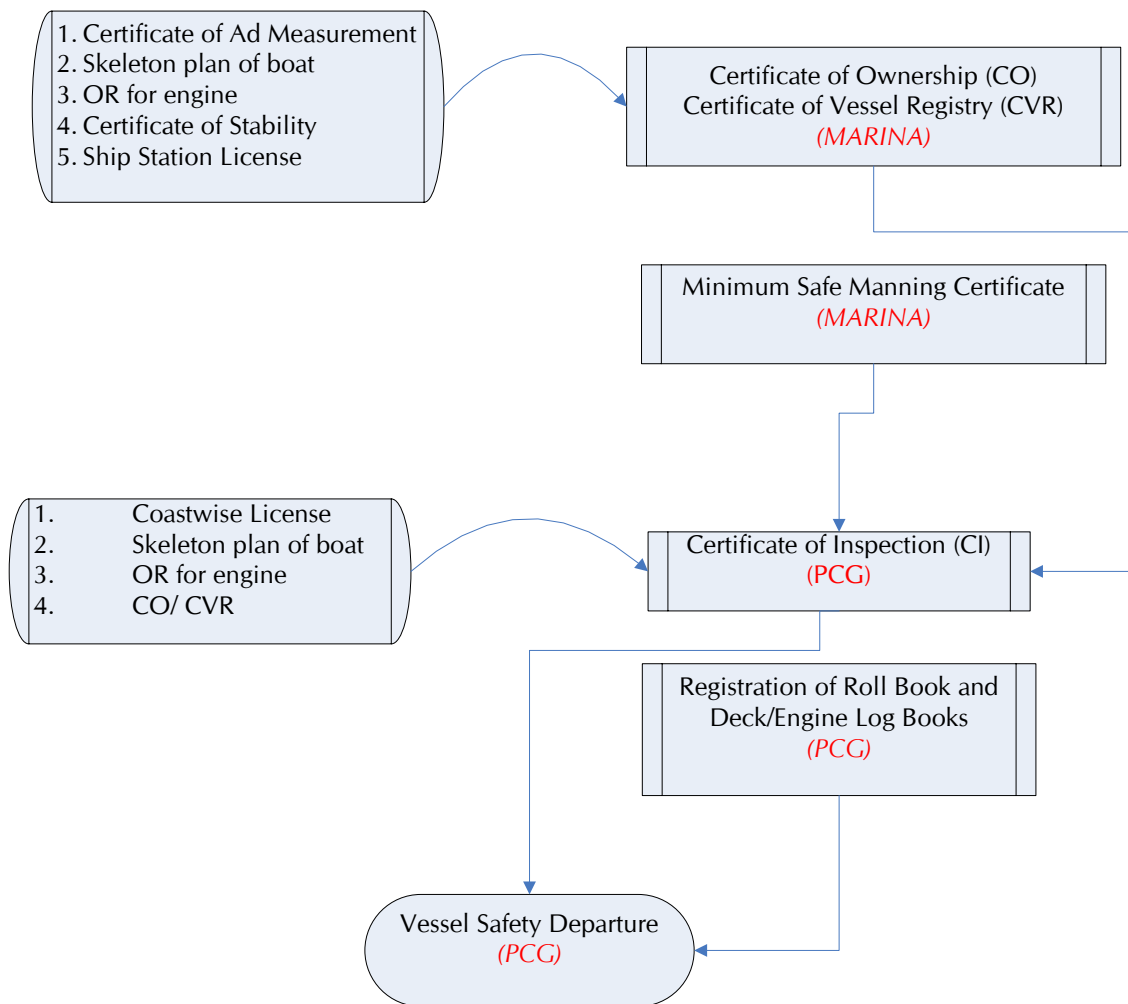 1. Certificate of Ad Measurement
2. Skeleton plan of boat
3. OR for engine
4. Certificate of Stability
5. Ship Station License
Certificate of Ownership (CO)
Certificate of Vessel Registry (CVR)
(MARINA)
Minimum Safe Manning Certificate
(MARINA)
1. Coastwise License
2. Skeleton plan of boat
3. OR for engine
4. CO/ CVR
Certificate of Inspection (CI)
(PCG)
Registration of Roll Book and
Deck/Engine Log Books
(PCG)
Vessel Safety Departure
(PCG)